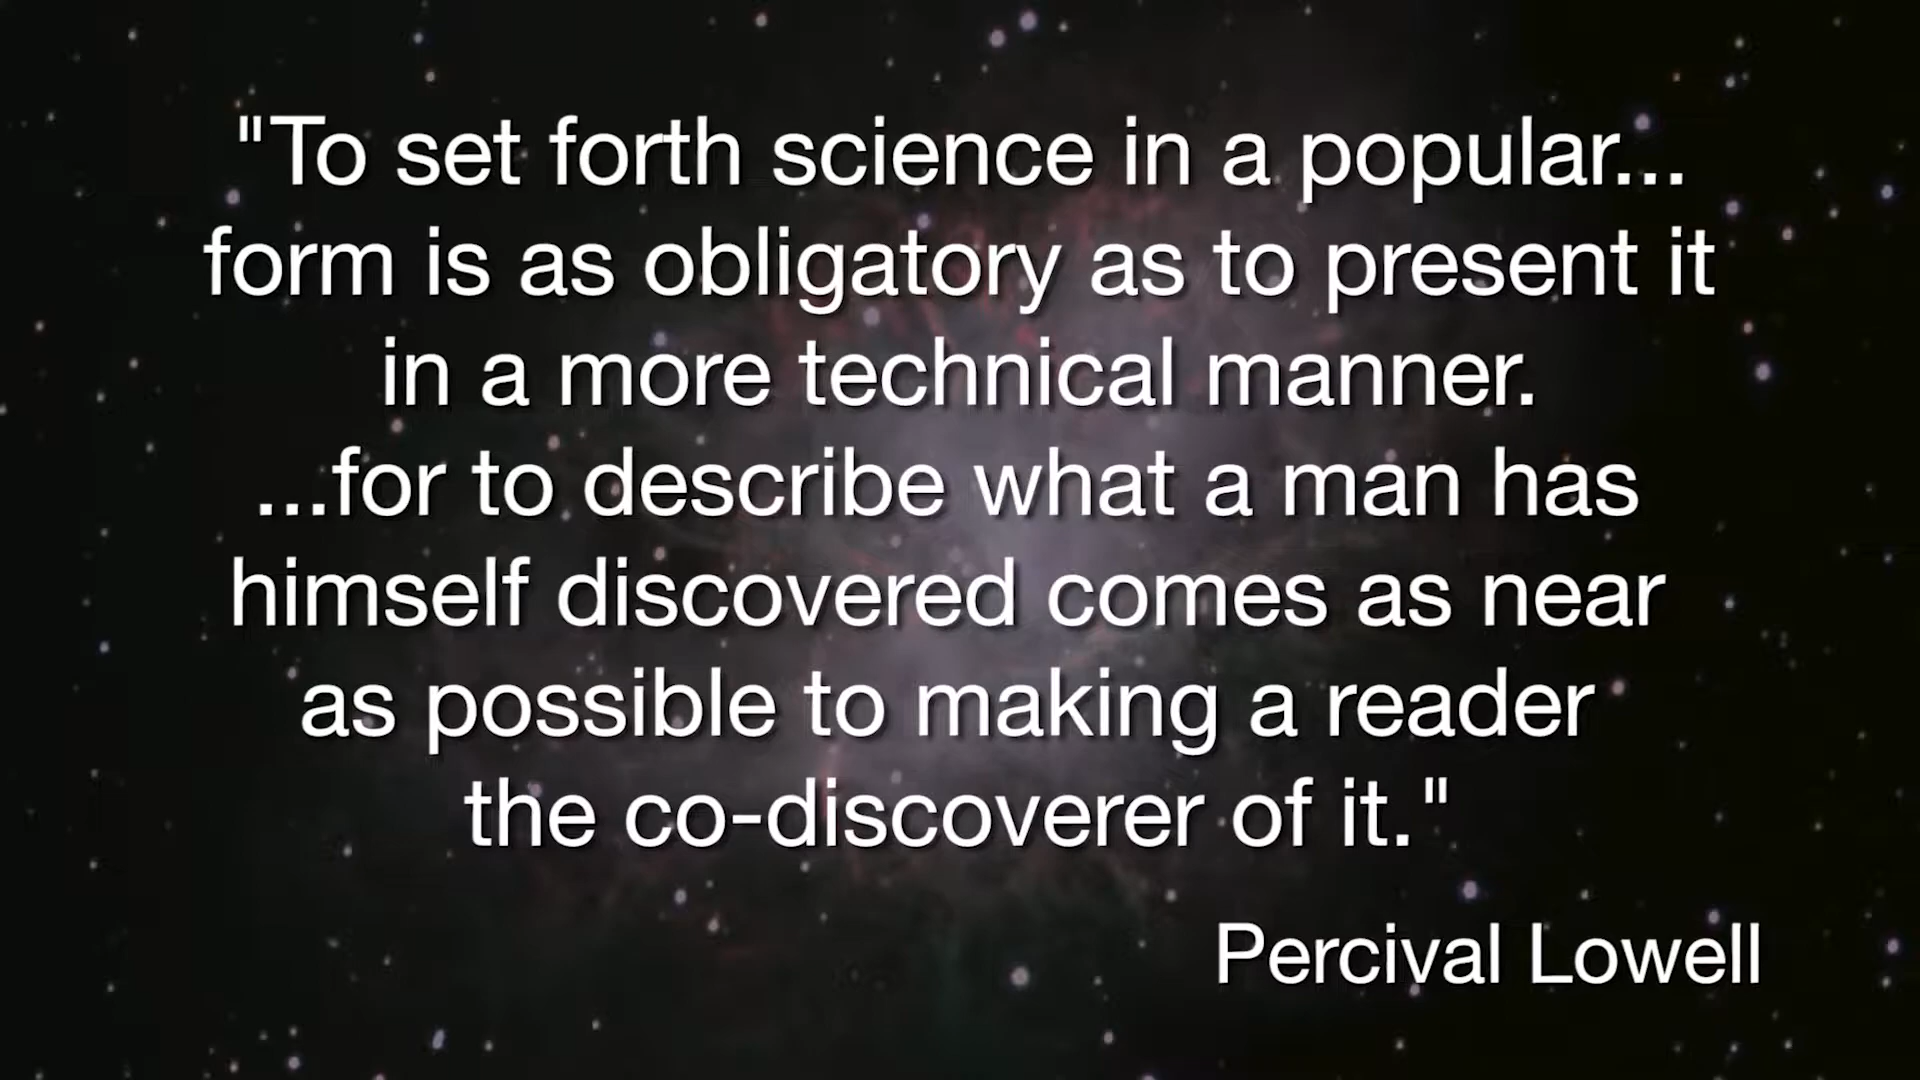 "To set forth science in a popular...
form is as obligatory as to present it
in a more technical manner.
...for to describe what a man has
himself discovered comes as near
as possible to making a reader
the co-discoverer of it."
Percival Lowell